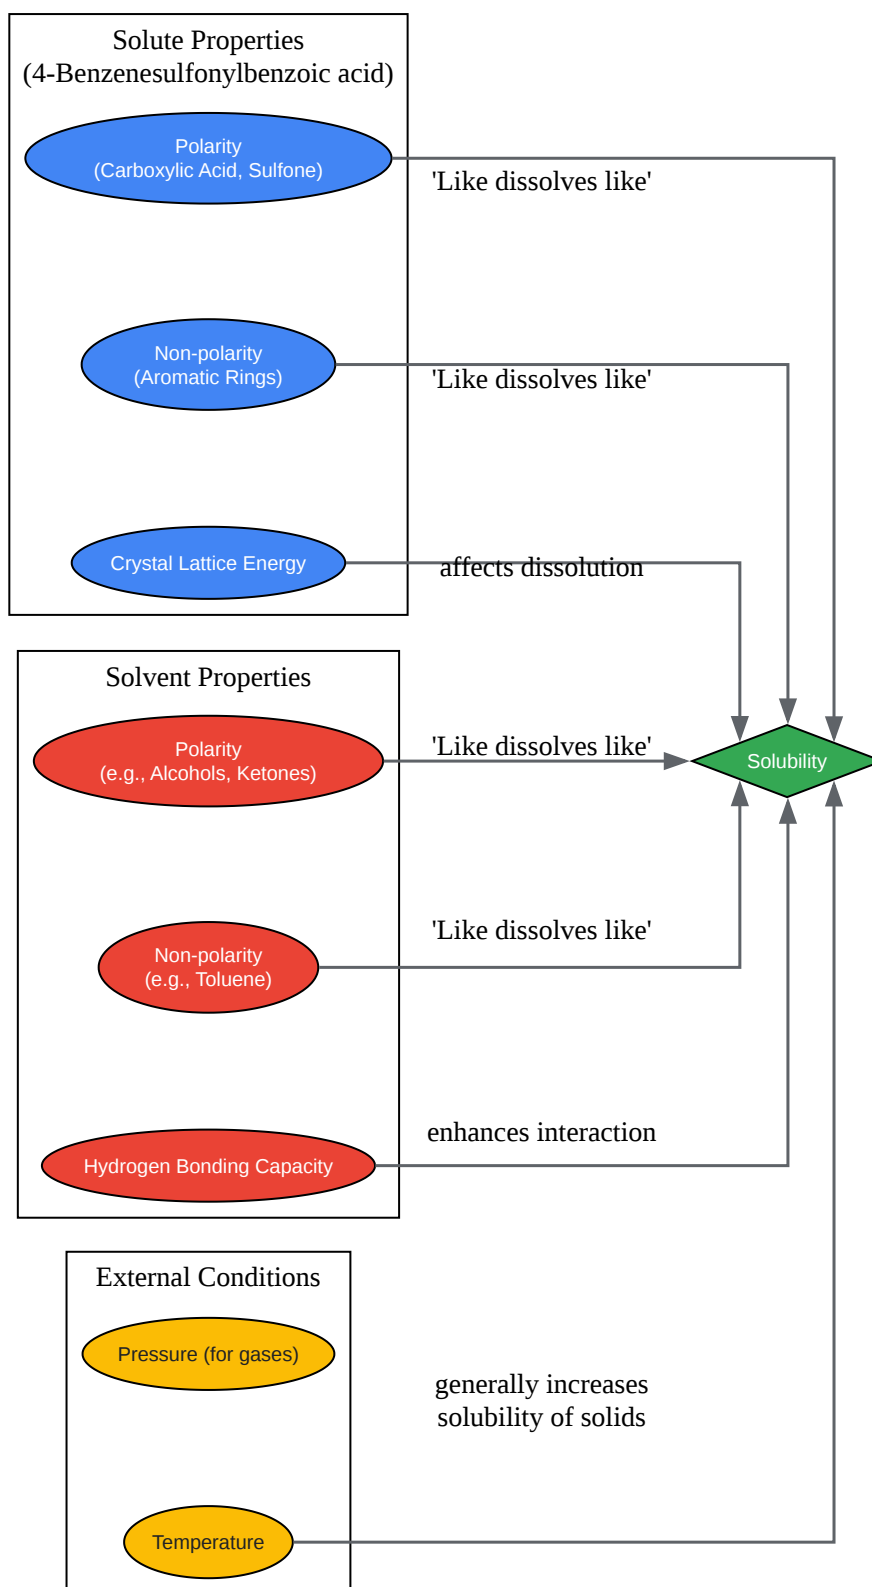 Solute Properties
(4-Benzenesulfonylbenzoic acid)
Polarity
(Carboxylic Acid, Sulfone)
'Like dissolves like'
Non-polarity
(Aromatic Rings)
'Like dissolves like'
Crystal Lattice Energy
affects dissolution
Solvent Properties
Polarity
(e.g., Alcohols, Ketones)
'Like dissolves like'
Solubility
Non-polarity
(e.g., Toluene)
'Like dissolves like'
Hydrogen Bonding Capacity
enhances interaction
External Conditions
Pressure (for gases)
generally increases
solubility of solids
Temperature